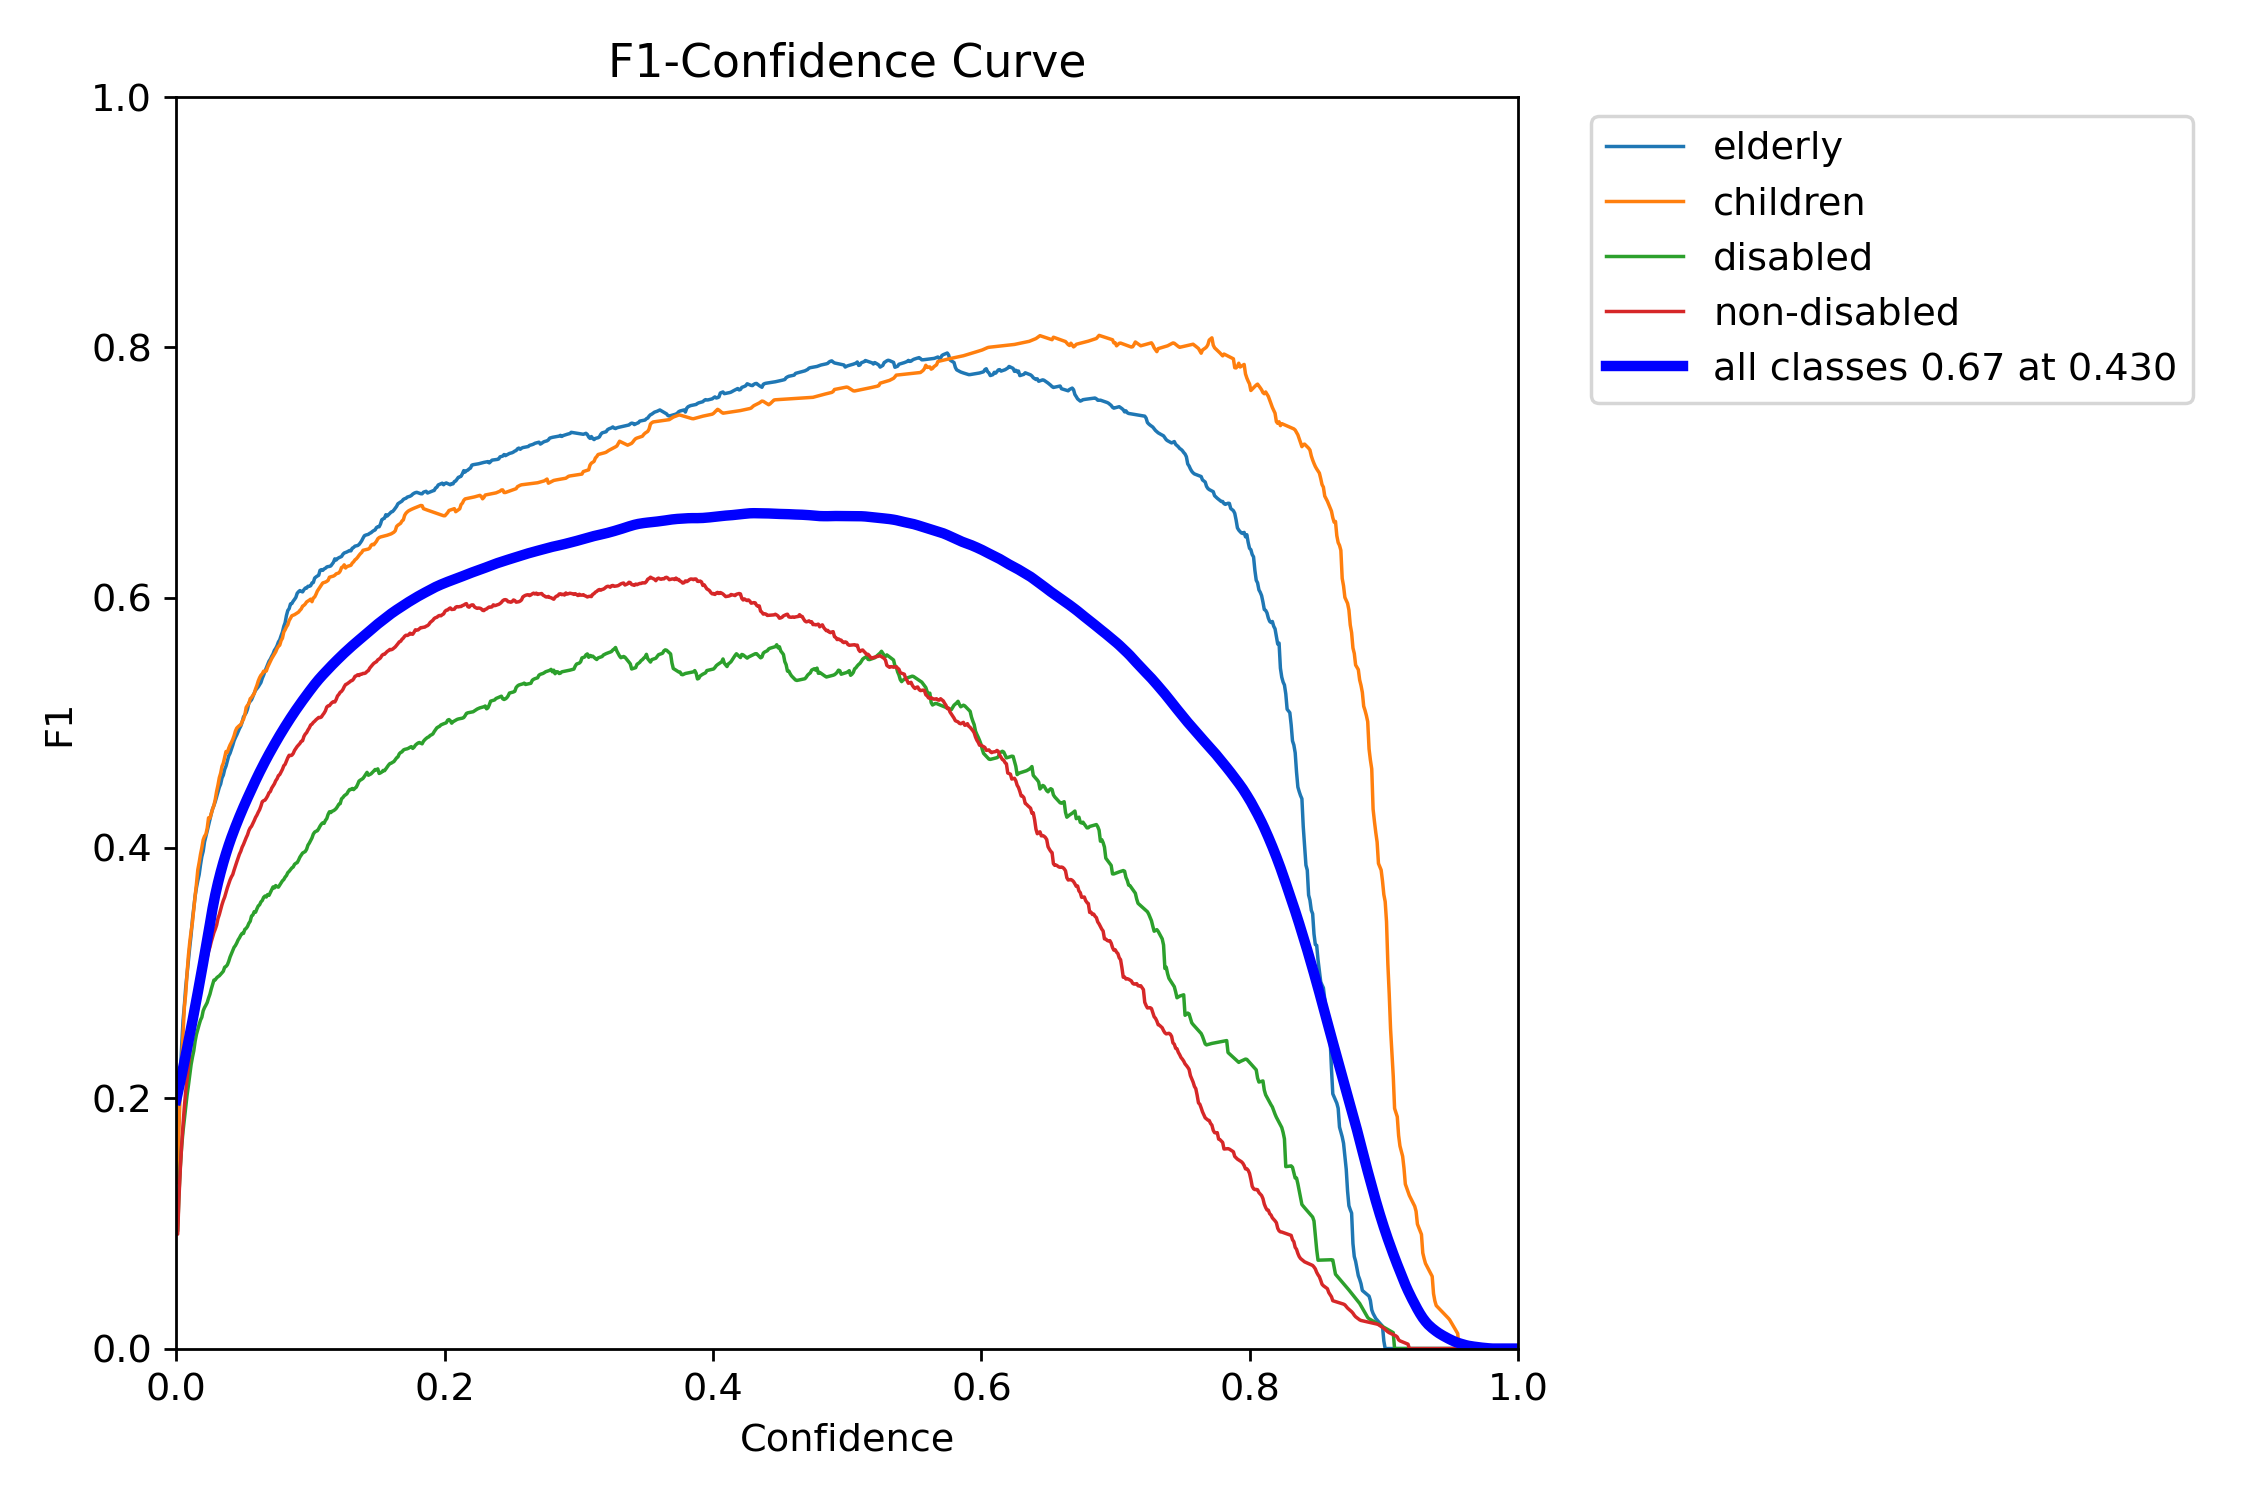 F1-Confidence Curve
1.0
0.8
0.6
0.4
0.2
0.0
F1
0.0 0.2 0.4 0.6 0.8 1.0
Confidence
elderly
children
disabled
non-disabled
all classes 0.67 at 0.430